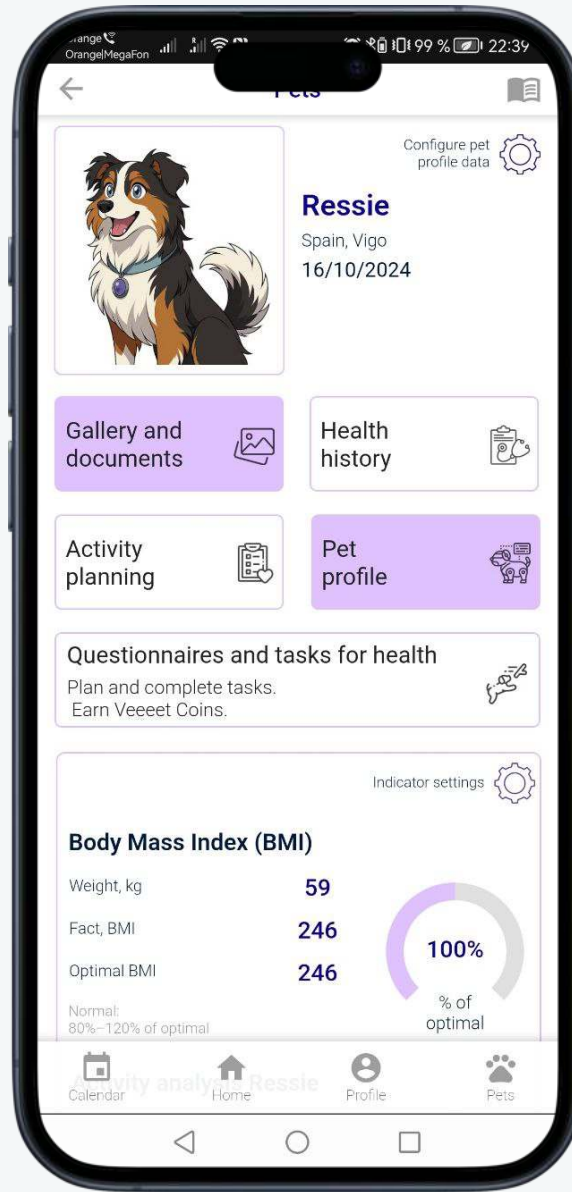 Orange|MegaFon 99 % 22:39
Pets
Configure pet
profile data
Ressie
Spain, Vigo
16/10/2024
Gallery and
documents
Health
history
Activity
planning
Pet
profile
Questionnaires and tasks for health
Plan and complete tasks.
Earn Veeeet Coins.
Indicator settings
Body Mass Index (BMI)
Weight, kg 59
Fact, BMI 246
Optimal BMI 246
100%
% of
optimal
Normal:
80%–120% of optimal
Activity analysis Ressie
Calendar Home Profile Pets